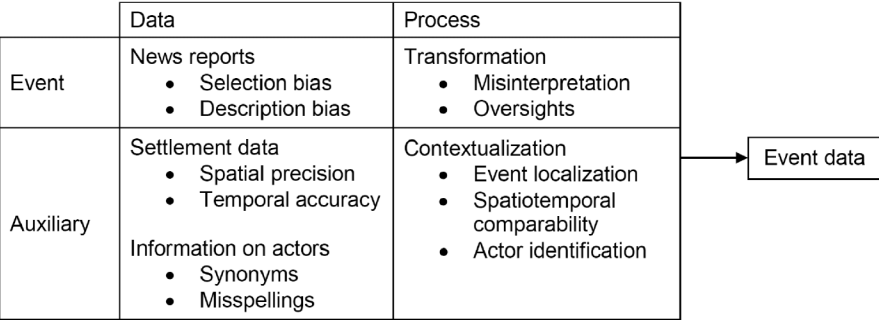 Data
Process
Event
News reports
• Selection bias
• Description bias
Transformation
• Misinterpretation
• Oversights
Auxiliary
Settlement data
• Spatial precision
• Temporal accuracy
Information on actors
• Synonyms
• Misspellings
Contextualization
• Event localization
• Spatiotemporal
comparability
• Actor identification
Event data